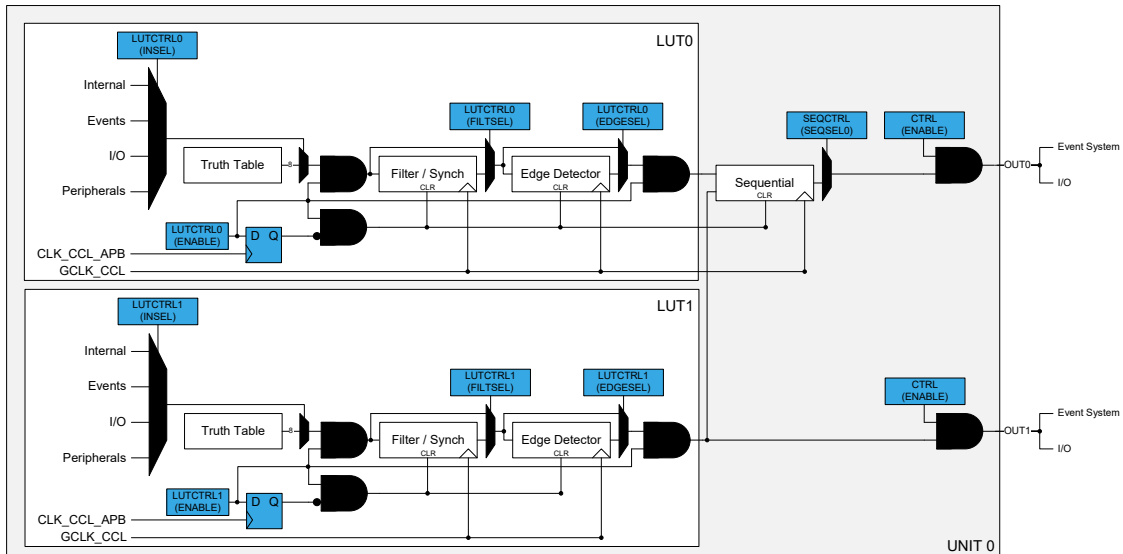 LUT0
LUTCTRL0
(INSEL)
Internal
Events
I/O
Peripherals
Truth Table
8
LUTCTRL0
(FILTSEL)
LUTCTRL0
(EDGESEL)
Filter / Synch
CLR
Edge Detector
CLR
SEQCTRL
(SEQSEL0)
Sequential
CLR
CTRL
(ENABLE)
OUT0
Event System
I/O
LUTCTRL0
(ENABLE)
D Q
CLK_CCL_APB
GCLK_CCL
LUT1
LUTCTRL1
(INSEL)
Internal
Events
I/O
Peripherals
Truth Table
8
LUTCTRL1
(FILTSEL)
LUTCTRL1
(EDGESEL)
Filter / Synch
CLR
Edge Detector
CLR
CTRL
(ENABLE)
OUT1
Event System
I/O
LUTCTRL1
(ENABLE)
D Q
CLK_CCL_APB
GCLK_CCL
UNIT 0